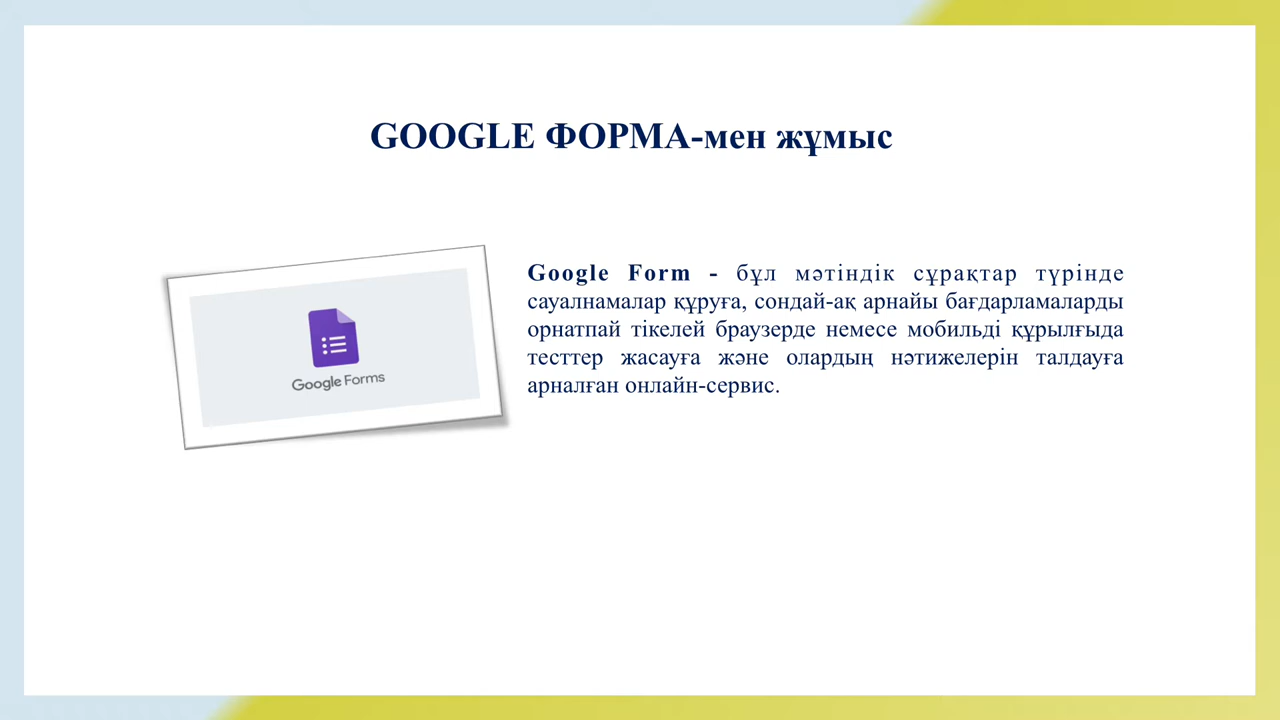 GOOGLE ФОРМА-мен жұмыс
Google Forms
Google Form - бұл мәтіндік сұрақтар түрінде
сауалнамалар құруға, сондай-ақ арнайы бағдарламаларды
орнатпай тікелей браузерде немесе мобильді құрылғыда
тесттер жасауға және олардың нәтижелерін талдауға
арналған онлайн-сервис.